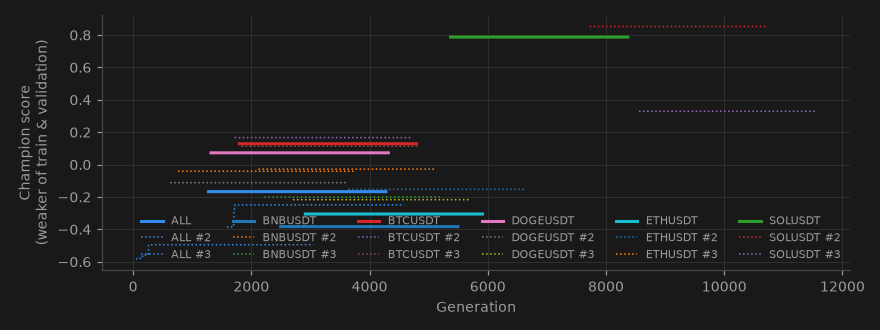 Champion score
(weaker of train & validation)
0.8
0.6
0.4
0.2
0.0
−0.2
−0.4
−0.6
ALL BNBUSDT BTCUSDT DOGEUSDT ETHUSDT SOLUSDT
ALL #2 BNBUSDT #2 BTCUSDT #2 DOGEUSDT #2 ETHUSDT #2 SOLUSDT #2
ALL #3 BNBUSDT #3 BTCUSDT #3 DOGEUSDT #3 ETHUSDT #3 SOLUSDT #3
0 2000 4000 6000 8000 10000 12000
Generation